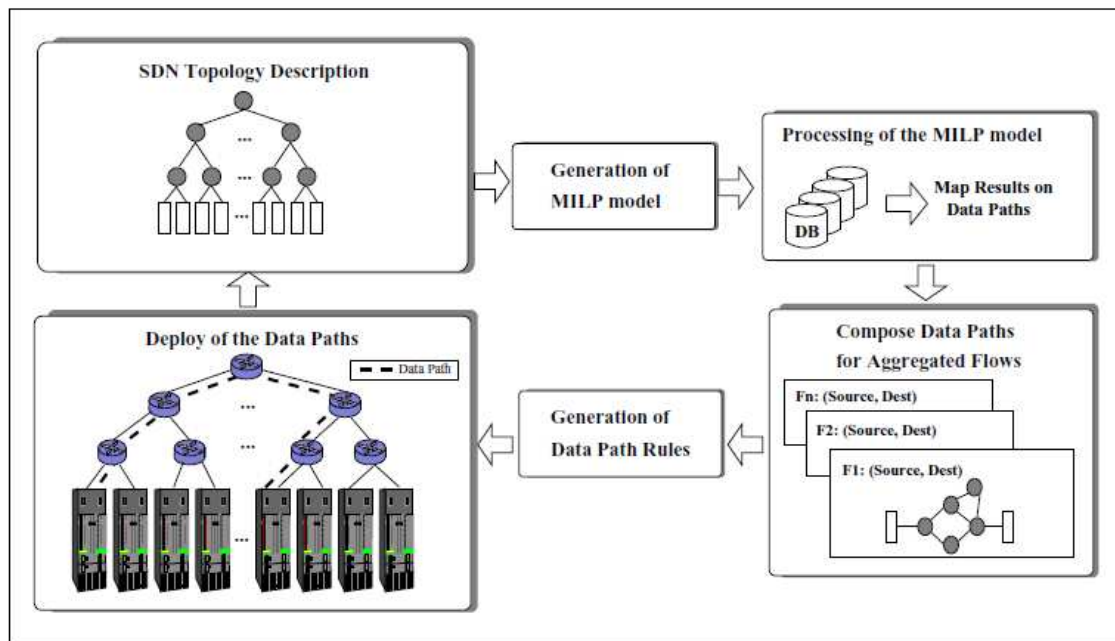 SDN Topology Description
...
...
...
Generation of
MILP model
Processing of the MILP model
DB
Map Results on
Data Paths
Compose Data Paths
for Aggregated Flows
Fn: (Source, Dest)
F2: (Source, Dest)
F1: (Source, Dest)
Generation of
Data Path Rules
Deploy of the Data Paths
Data Path
...
...
...